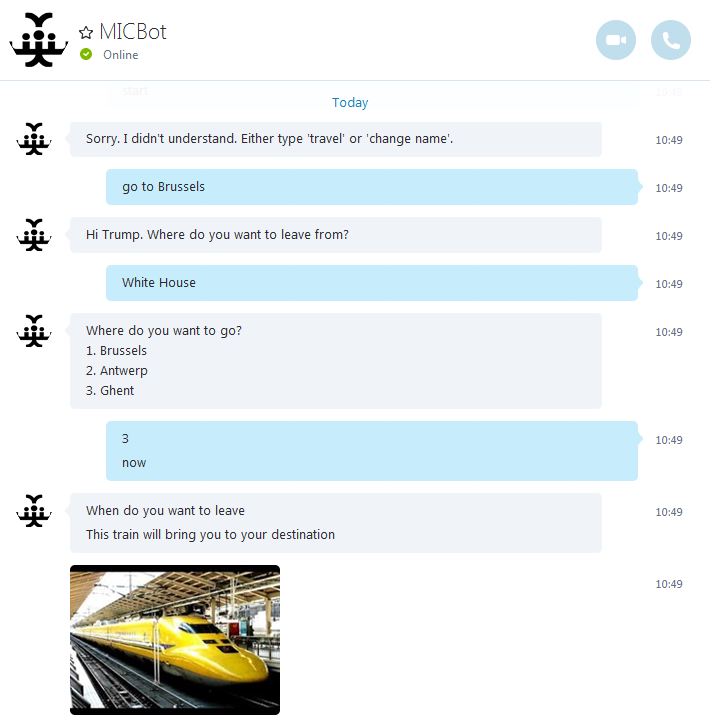 MICBot
Online
start
10:49
Today
Sorry. I didn't understand. Either type 'travel' or 'change name'.
10:49
go to Brussels
10:49
Hi Trump. Where do you want to leave from?
10:49
White House
10:49
Where do you want to go?
10:49
1. Brussels
2. Antwerp
3. Ghent
3
10:49
now
When do you want to leave
10:49
This train will bring you to your destination
10:49